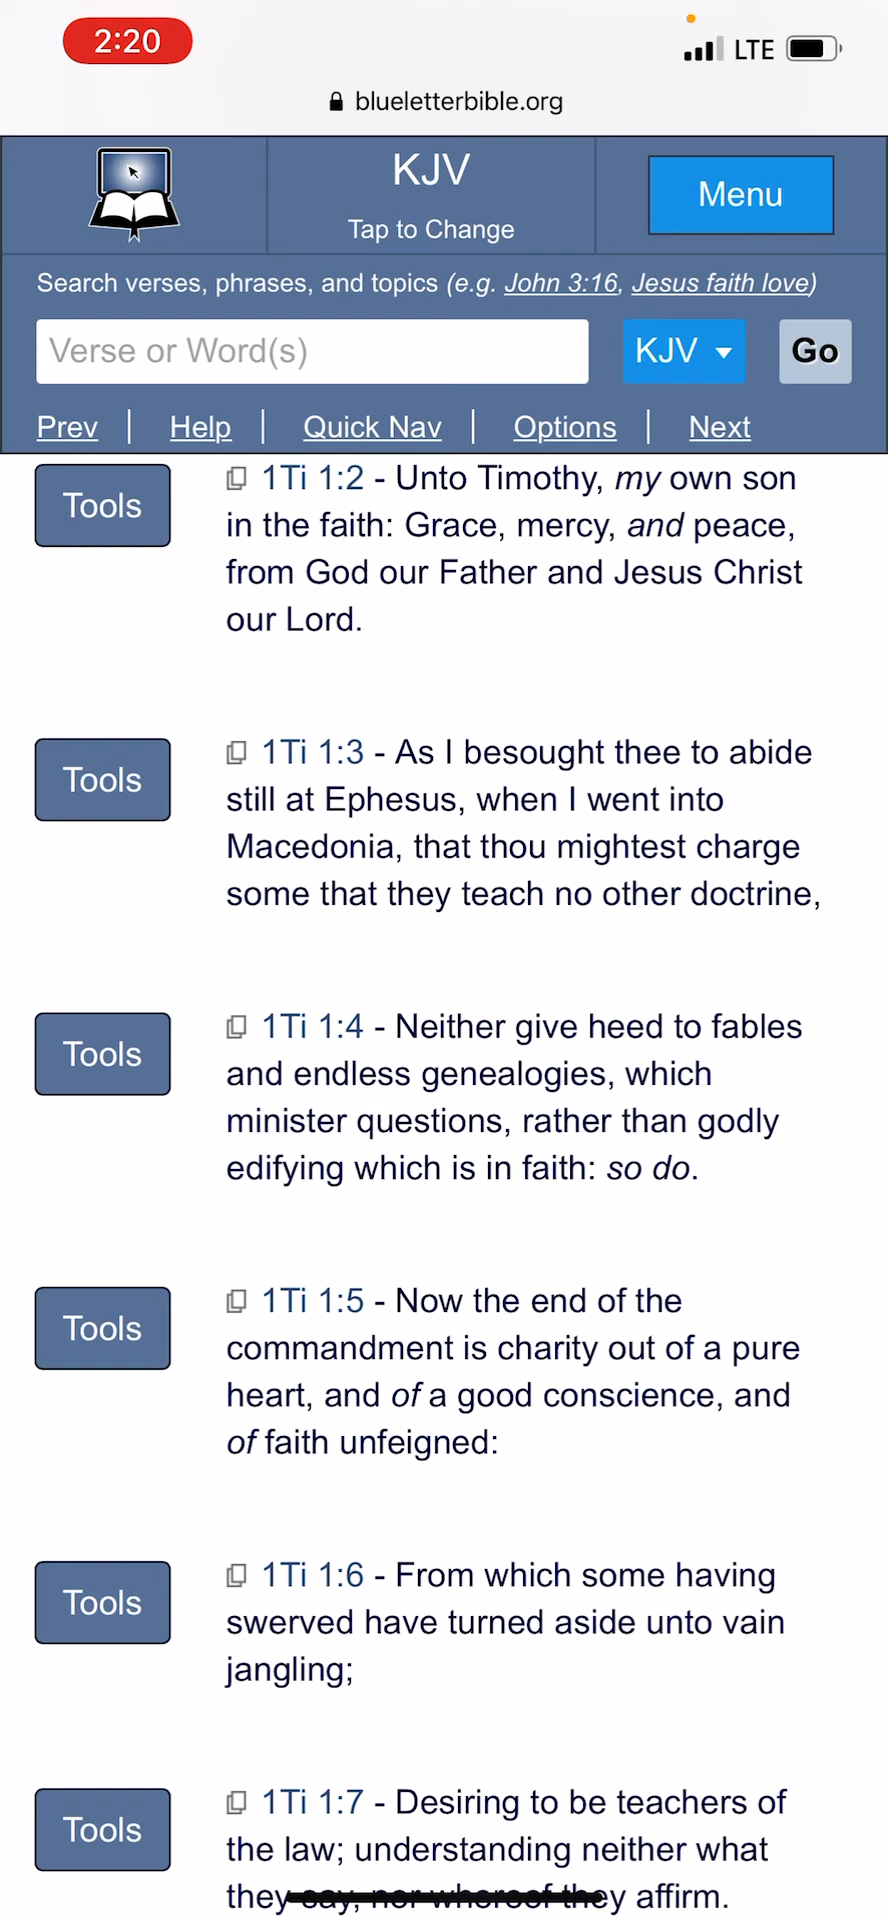 2:20
LTE
blueletterbible.org
KJV
Tap to Change
Menu
Search verses, phrases, and topics (e.g. John 3:16, Jesus faith love)
Verse or Word(s)
KJV
Go
Prev | Help | Quick Nav | Options | Next
Tools
1Ti 1:2 - Unto Timothy, my own son
in the faith: Grace, mercy, and peace,
from God our Father and Jesus Christ
our Lord.
Tools
1Ti 1:3 - As I besought thee to abide
still at Ephesus, when I went into
Macedonia, that thou mightest charge
some that they teach no other doctrine,
Tools
1Ti 1:4 - Neither give heed to fables
and endless genealogies, which
minister questions, rather than godly
edifying which is in faith: so do.
Tools
1Ti 1:5 - Now the end of the
commandment is charity out of a pure
heart, and of a good conscience, and
of faith unfeigned:
Tools
1Ti 1:6 - From which some having
swerved have turned aside unto vain
jangling;
Tools
1Ti 1:7 - Desiring to be teachers of
the law; understanding neither what
they say, nor whereof they affirm.